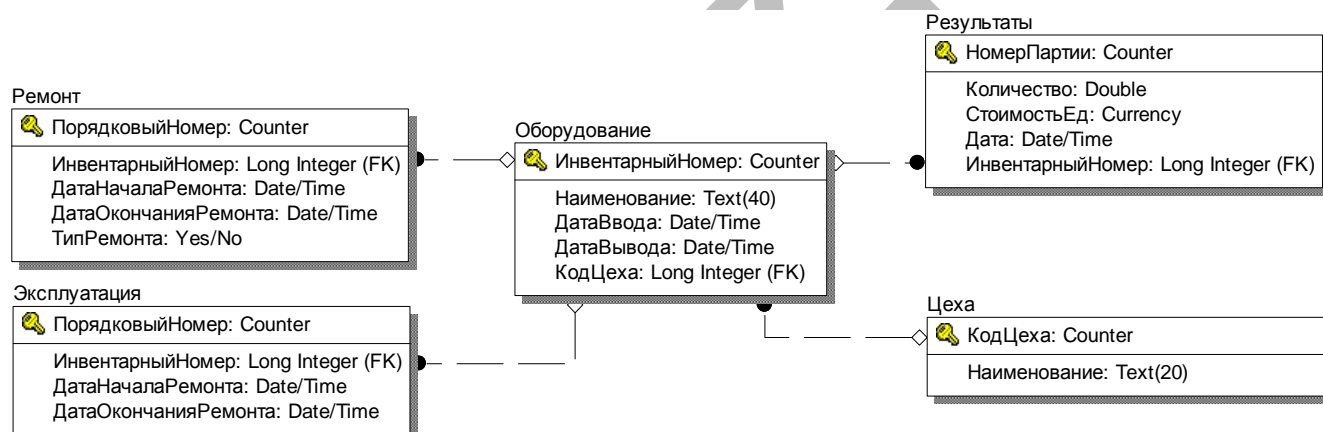 Ремонт
ПорядковыйНомер: Counter
ИнвентарныйНомер: Long Integer (FK)
ДатаНачалаРемонта: Date/Time
ДатаОкончанияРемонта: Date/Time
ТипРемонта: Yes/No
Эксплуатация
ПорядковыйНомер: Counter
ИнвентарныйНомер: Long Integer (FK)
ДатаНачалаРемонта: Date/Time
ДатаОкончанияРемонта: Date/Time
Оборудование
ИнвентарныйНомер: Counter
Наименование: Text(40)
ДатаВвода: Date/Time
ДатаВывода: Date/Time
КодЦеха: Long Integer (FK)
Результаты
НомерПартии: Counter
Количество: Double
СтоимостьЕд: Currency
Дата: Date/Time
ИнвентарныйНомер: Long Integer (FK)
Цеха
КодЦеха: Counter
Наименование: Text(20)